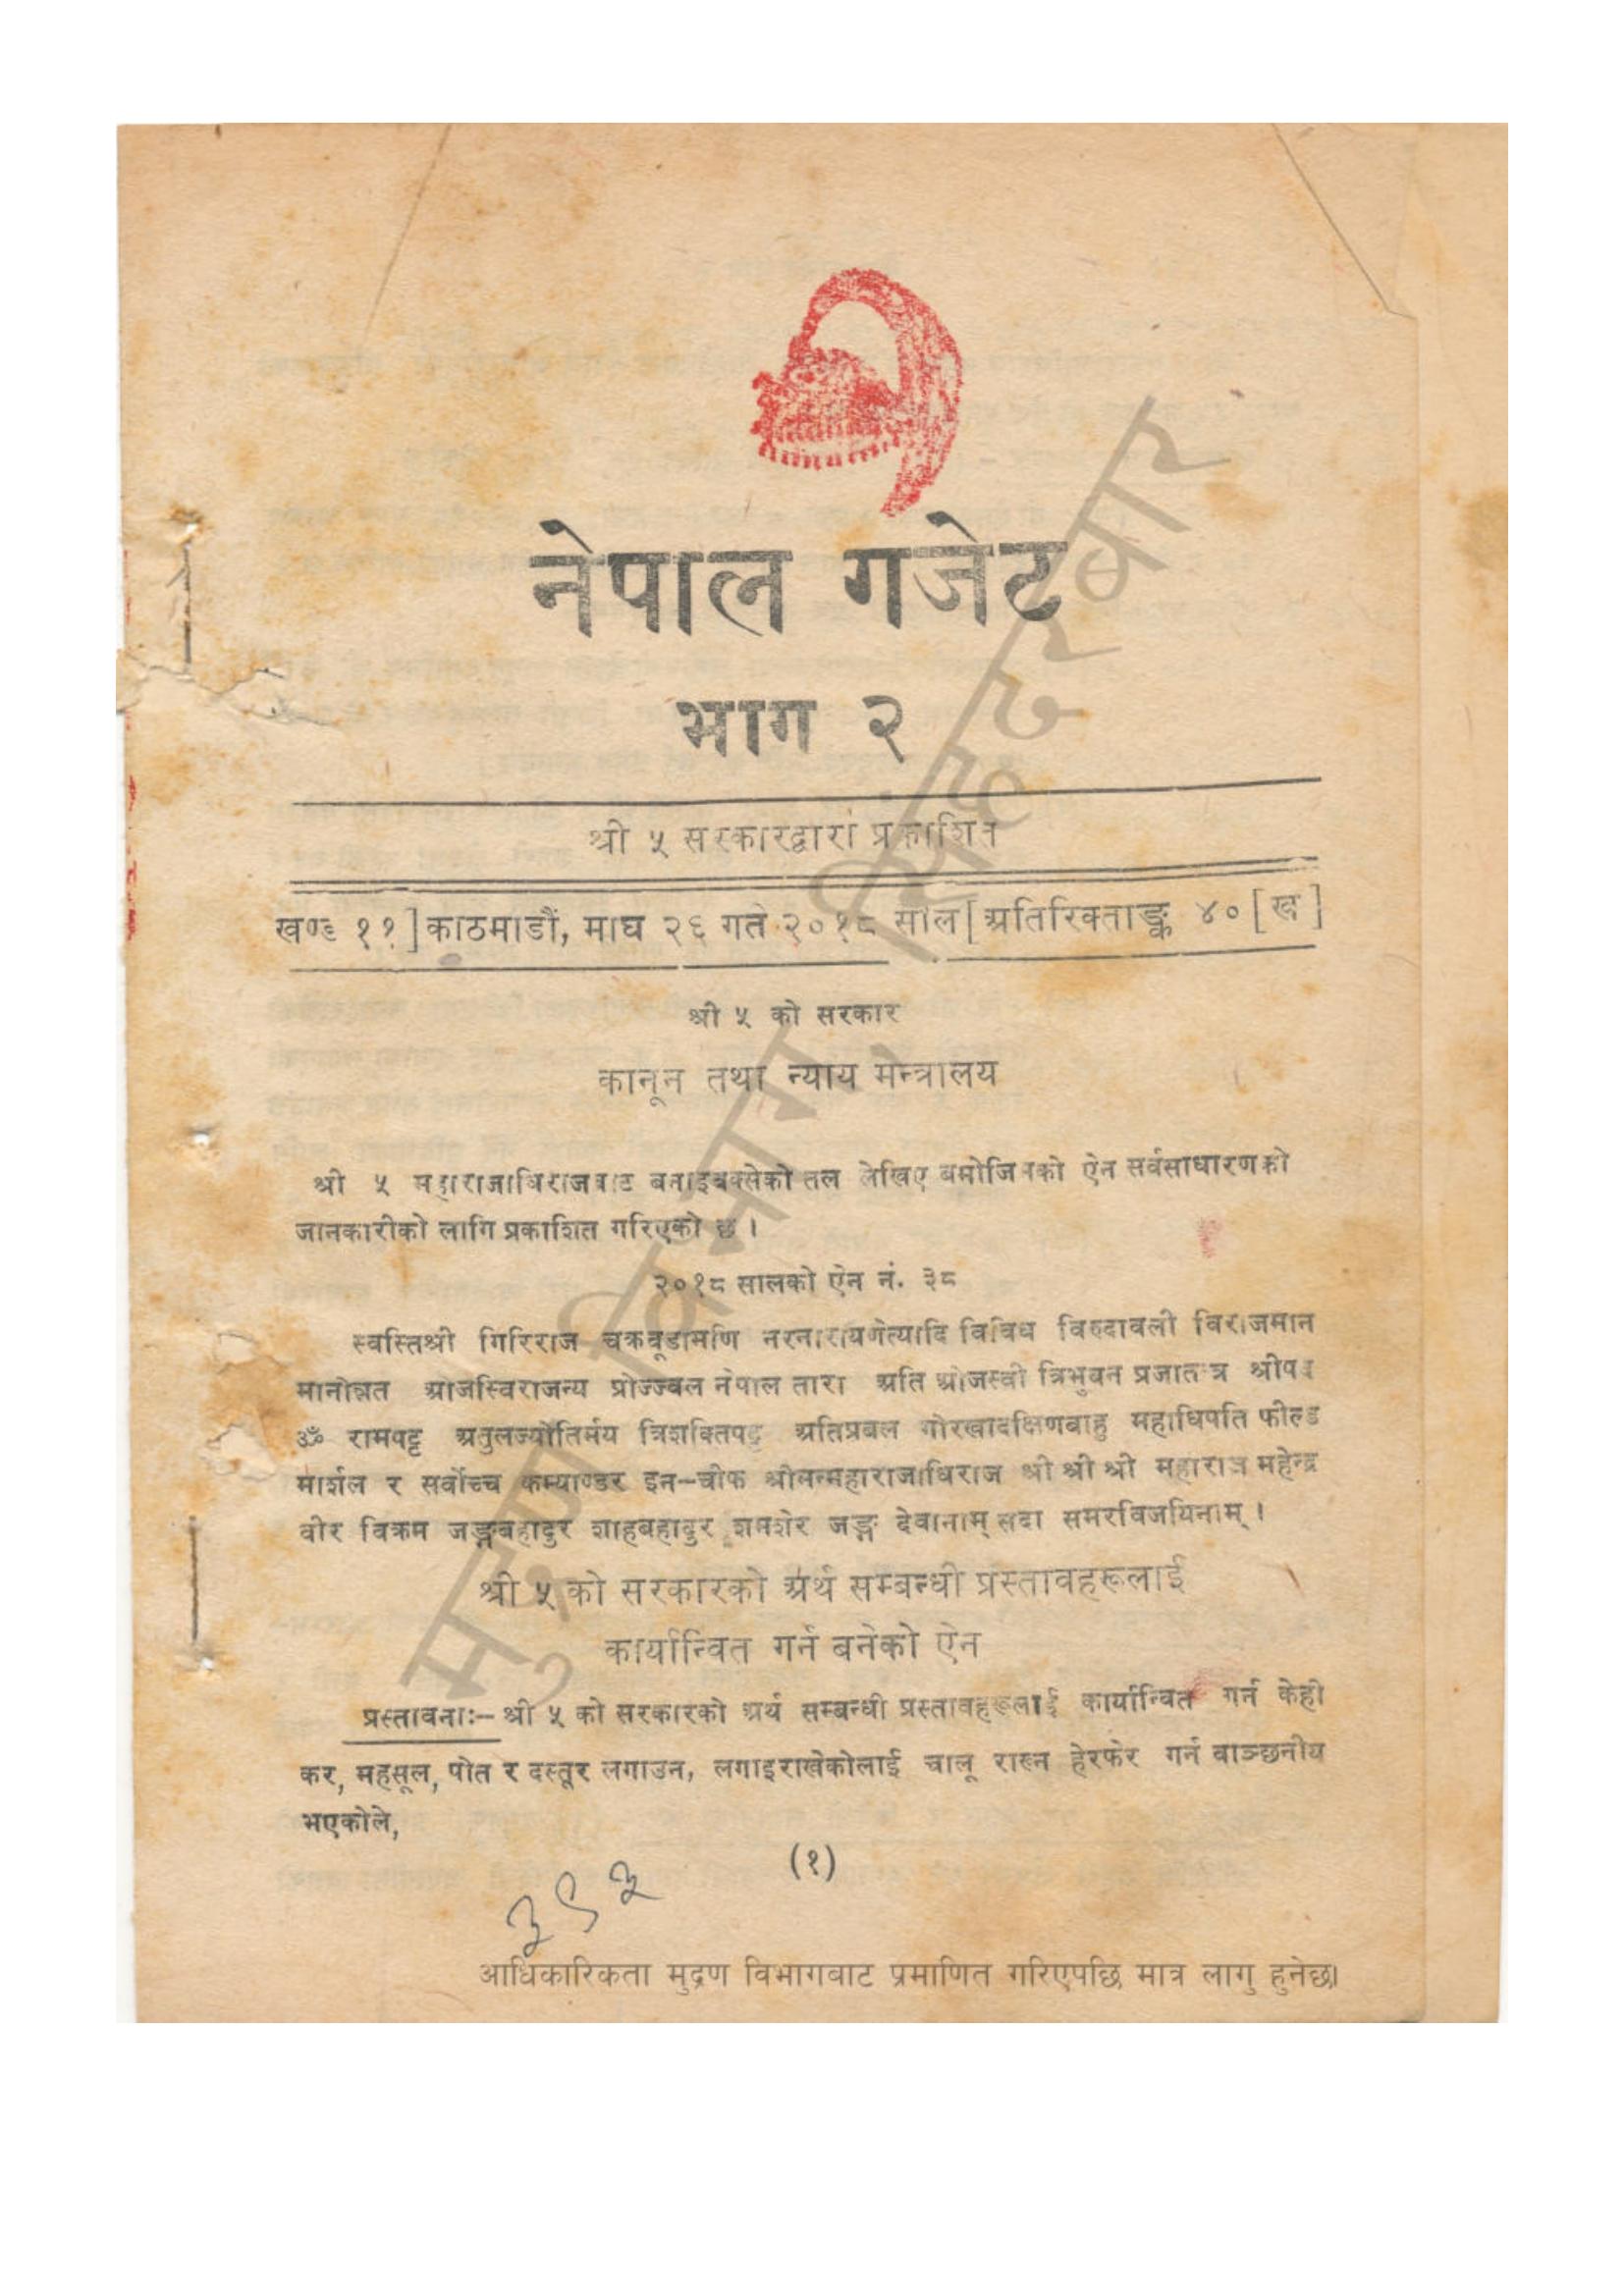 नेपाल गजेट
भाग २
श्री ५ सरकारद्वारा प्रकाशित
खण्ड ११] काठमाडौं, माघ २६ गते २०१८ साल [अतिरिक्ताङ्क ४० [ख]
श्री ५ को सरकार
कानून तथा न्याय मन्त्रालय
श्री ५ महाराजाधिराजबाट बनाइबक्सेको तल लेखिए बमोजिमको ऐन सर्वसाधारणको
जानकारीको लागि प्रकाशित गरिएको छ ।
२०१८ सालको ऐन नं. ३८
स्वस्तिश्री गिरिराज चक्रचूडामणि नरनारायणेत्यादि विविध विरुदावली विराजमान
मानोन्नत ओजस्विराजन्य प्रोज्ज्वल नेपाल तारा अति ओजस्वी त्रिभुवन प्रजातन्त्र श्रीपद
ॐ रामपट्ट अतुलज्योतिर्मय त्रिशक्तिपट्ट अतिप्रबल गोरखादक्षिणबाहु महाधिपति फील्ड
मार्शल र सर्वोच्च कम्याण्डर इन-चीफ श्रीमन्महाराजाधिराज श्री श्री श्री महाराज महेन्द्र
वीर विक्रम जङ्गबहादुर शाहबहादुर शमशेर जङ्ग देवानाम् सदा समरविजयिनाम् ।
श्री ५ को सरकारको अर्थ सम्बन्धी प्रस्तावहरूलाई
कार्यान्वित गर्न बनेको ऐन
प्रस्तावनाः- श्री ५ को सरकारको अर्थ सम्बन्धी प्रस्तावहरूलाई कार्यान्वित गर्न केही
कर, महसूल, पोत र दस्तूर लगाउन, लगाइराखेकोलाई चालू राख्न हेरफेर गर्न वाञ्छनीय
भएकोले,
(१)
आधिकारिकता मुद्रण विभागबाट प्रमाणित गरिएपछि मात्र लागु हुनेछ।
मुद्रण विभाग सिंहदरबार